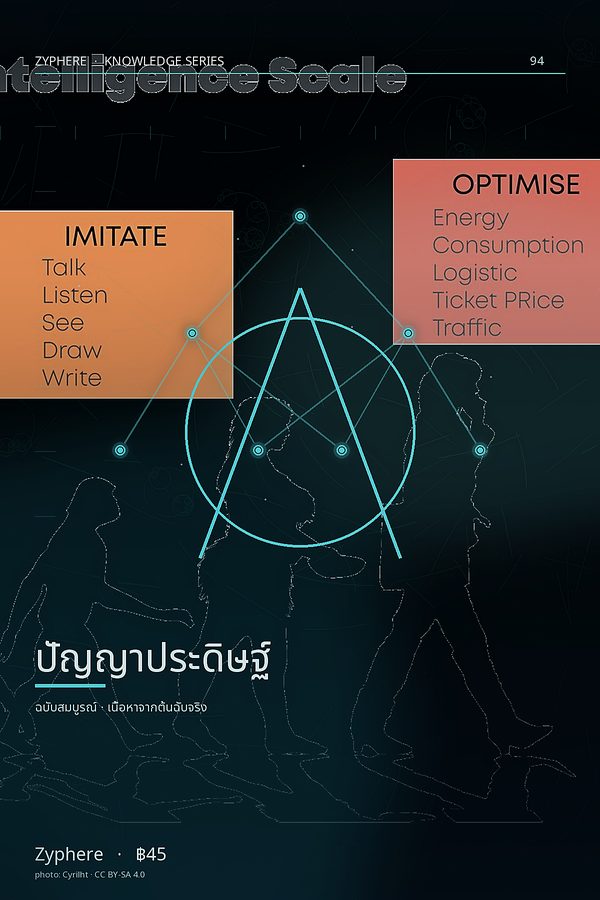 ZYPHERE · KNOWLEDGE SERIES
94
ntelligence Scale
OPTIMISE
Energy
Consumption
Logistic
Ticket PRice
Traffic
IMITATE
Talk
Listen
See
Draw
Write
ปัญญาประดิษฐ์
ฉบับสมบูรณ์ · เนื้อหาจากต้นฉบับจริง
Zyphere · ฿45
photo: Cyrilht · CC BY-SA 4.0